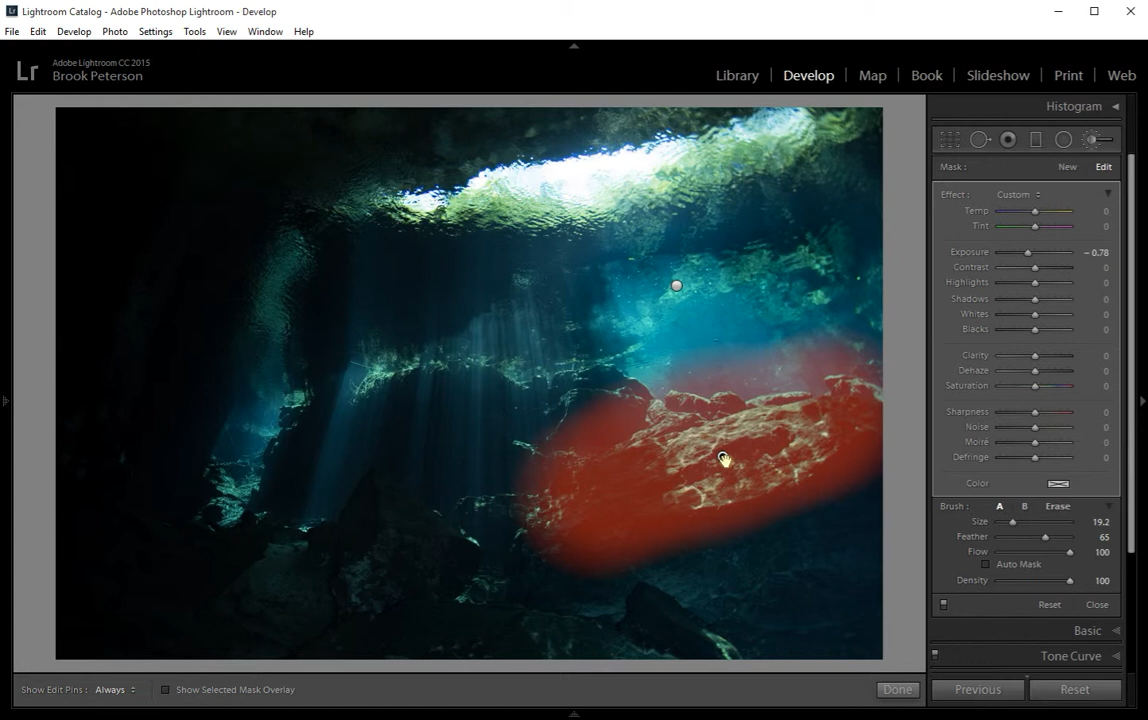 Lightroom Catalog - Adobe Photoshop Lightroom - Develop
File Edit Develop Photo Settings Tools View Window Help
Lr
Adobe Lightroom CC 2015
Brook Peterson
Library | Develop | Map | Book | Slideshow | Print | Web
Histogram
Mask : New Edit
Effect : Custom
Temp 0
Tint 0
Exposure – 0.78
Contrast 0
Highlights 0
Shadows 0
Whites 0
Blacks 0
Clarity 0
Dehaze 0
Saturation 0
Sharpness 0
Noise 0
Moiré 0
Defringe 0
Color
Brush : A B Erase
Size 19.2
Feather 65
Flow 100
Auto Mask
Density 100
Reset Close
Basic
Tone Curve
Show Edit Pins : Always Show Selected Mask Overlay Done
Previous Reset